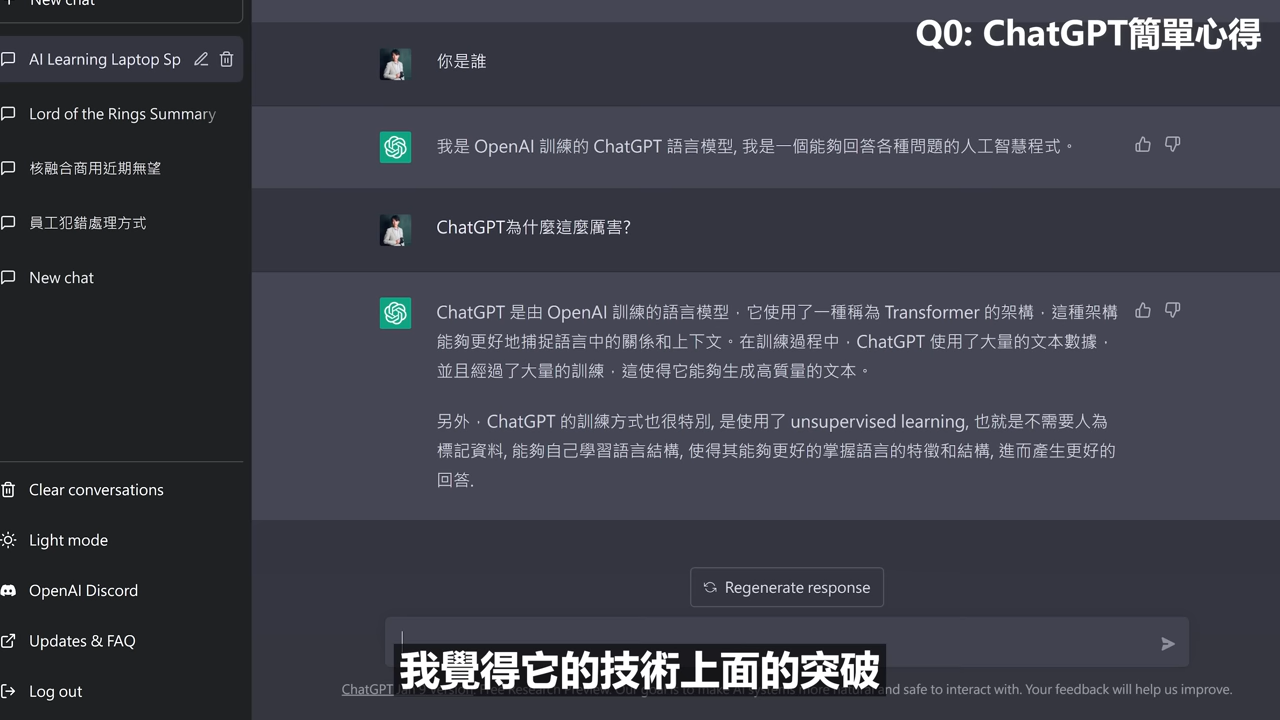 New chat
Q0: ChatGPT簡單心得
AI Learning Laptop Sp
Lord of the Rings Summary
核融合商用近期無望
員工犯錯處理方式
New chat
Clear conversations
Light mode
OpenAI Discord
Updates & FAQ
Log out
你是誰
我是 OpenAI 訓練的 ChatGPT 語言模型, 我是一個能夠回答各種問題的人工智慧程式。
ChatGPT為什麼這麼厲害?
ChatGPT 是由 OpenAI 訓練的語言模型，它使用了一種稱為 Transformer 的架構，這種架構
能夠更好地捕捉語言中的關係和上下文。在訓練過程中，ChatGPT 使用了大量的文本數據，
並且經過了大量的訓練，這使得它能夠生成高質量的文本。
另外，ChatGPT 的訓練方式也很特別, 是使用了 unsupervised learning, 也就是不需要人為
標記資料, 能夠自己學習語言結構, 使得其能夠更好的掌握語言的特徵和結構, 進而產生更好的
回答.
Regenerate response
我覺得它的技術上面的突破
ChatGPT Free Research Preview. Our goal is to make AI systems more natural and safe to interact with. Your feedback will help us improve.